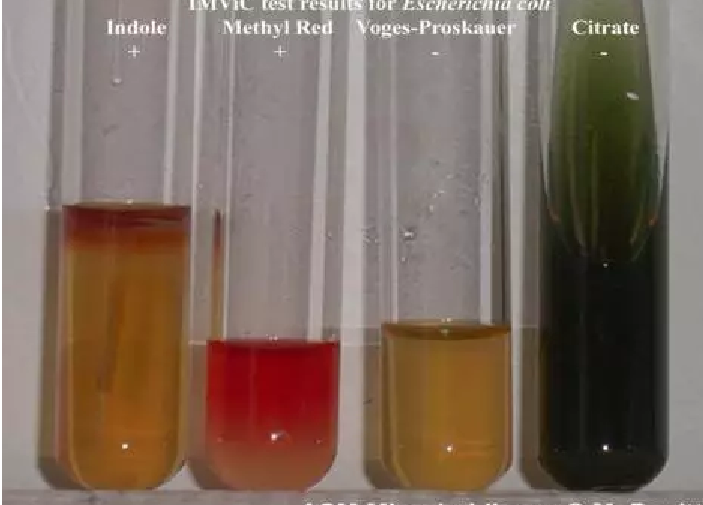 IMViC test results for Escherichia coli
Indole Methyl Red Voges-Proskauer Citrate
+ + - -